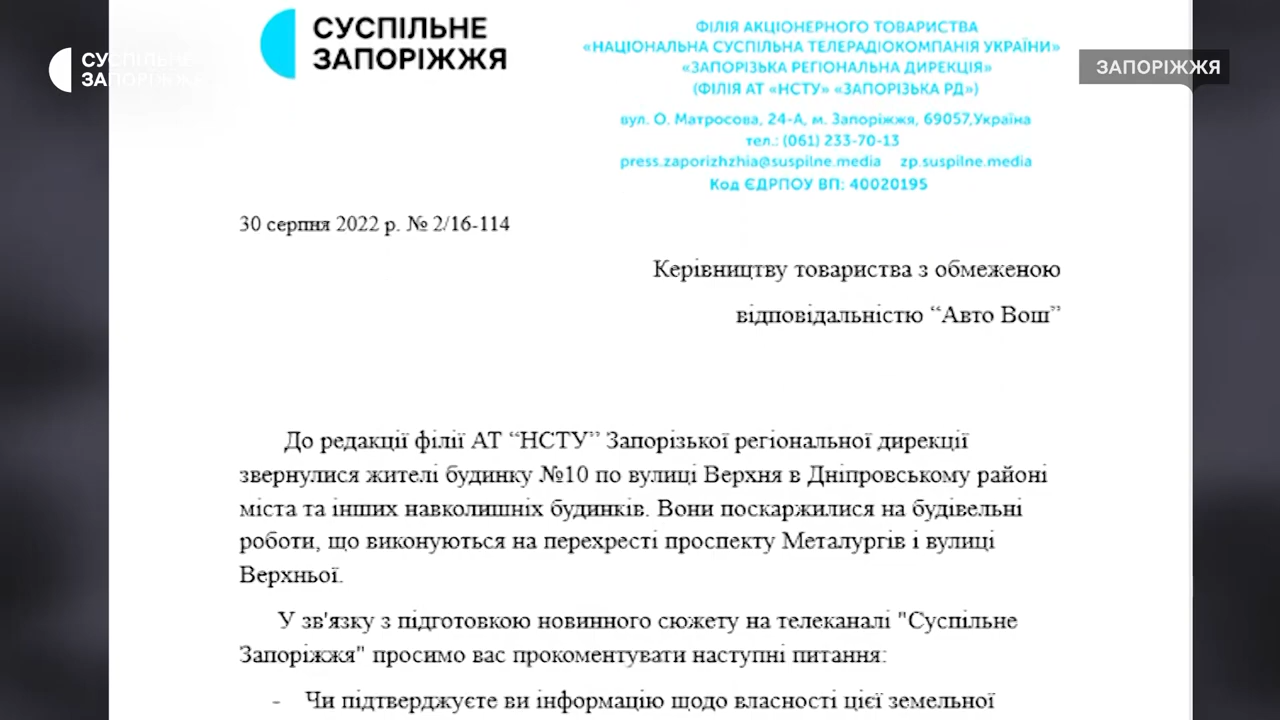 СУСПІЛЬНЕ
ЗАПОРІЖЖЯ
СУСПІЛЬНЕ
ЗАПОРІЖЖЯ
ФІЛІЯ АКЦІОНЕРНОГО ТОВАРИСТВА
«НАЦІОНАЛЬНА СУСПІЛЬНА ТЕЛЕРАДІОКОМПАНІЯ УКРАЇНИ»
«ЗАПОРІЗЬКА РЕГІОНАЛЬНА ДИРЕКЦІЯ»
(ФІЛІЯ АТ «НСТУ» «ЗАПОРІЗЬКА РД»)
вул. О. Матросова, 24-А, м. Запоріжжя, 69057,Україна
тел.: (061) 233-70-13
press.zaporizhzhia@suspilne.media zp.suspilne.media
Код ЄДРПОУ ВП: 40020195
ЗАПОРІЖЖЯ
30 серпня 2022 р. № 2/16-114
Керівництву товариства з обмеженою
відповідальністю “Авто Вош”
До редакції філії АТ “НСТУ” Запорізької регіональної дирекції
звернулися жителі будинку №10 по вулиці Верхня в Дніпровському районі
міста та інших навколишніх будинків. Вони поскаржилися на будівельні
роботи, що виконуються на перехресті проспекту Металургів і вулиці
Верхньої.
У зв'язку з підготовкою новинного сюжету на телеканалі "Суспільне
Запоріжжя" просимо вас прокоментувати наступні питання:
- Чи підтверджуєте ви інформацію щодо власності цієї земельної